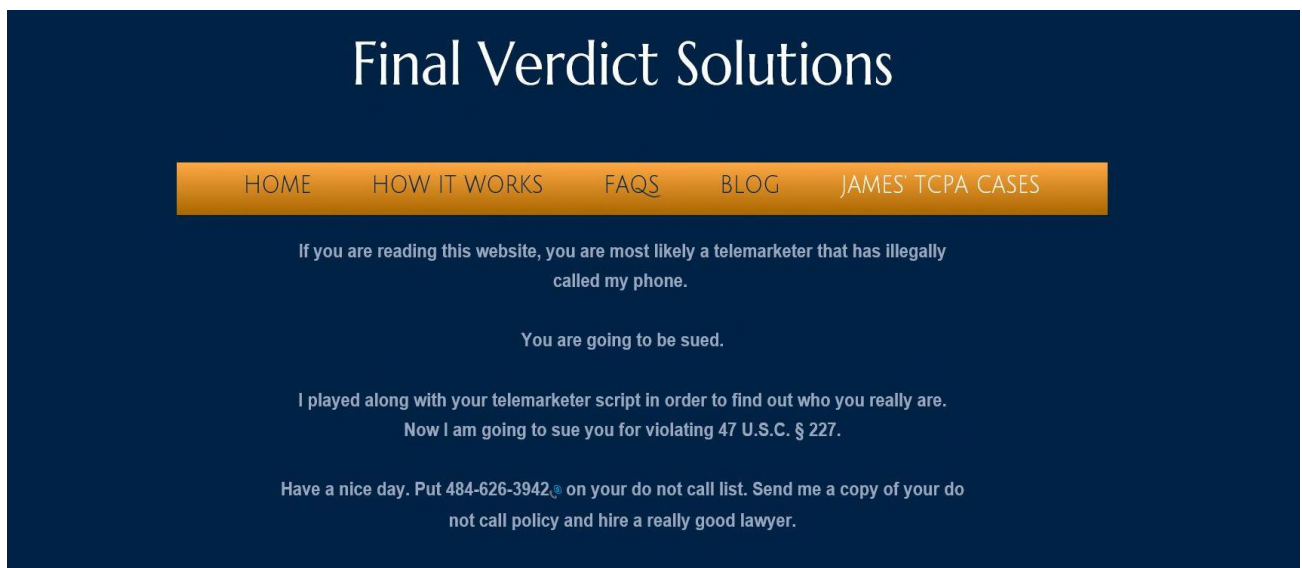 Final Verdict Solutions
HOME HOW IT WORKS FAQS BLOG JAMES' TCPA CASES
If you are reading this website, you are most likely a telemarketer that has illegally
called my phone.
You are going to be sued.
I played along with your telemarketer script in order to find out who you really are.
Now I am going to sue you for violating 47 U.S.C. § 227.
Have a nice day. Put 484-626-3942 on your do not call list. Send me a copy of your do
not call policy and hire a really good lawyer.